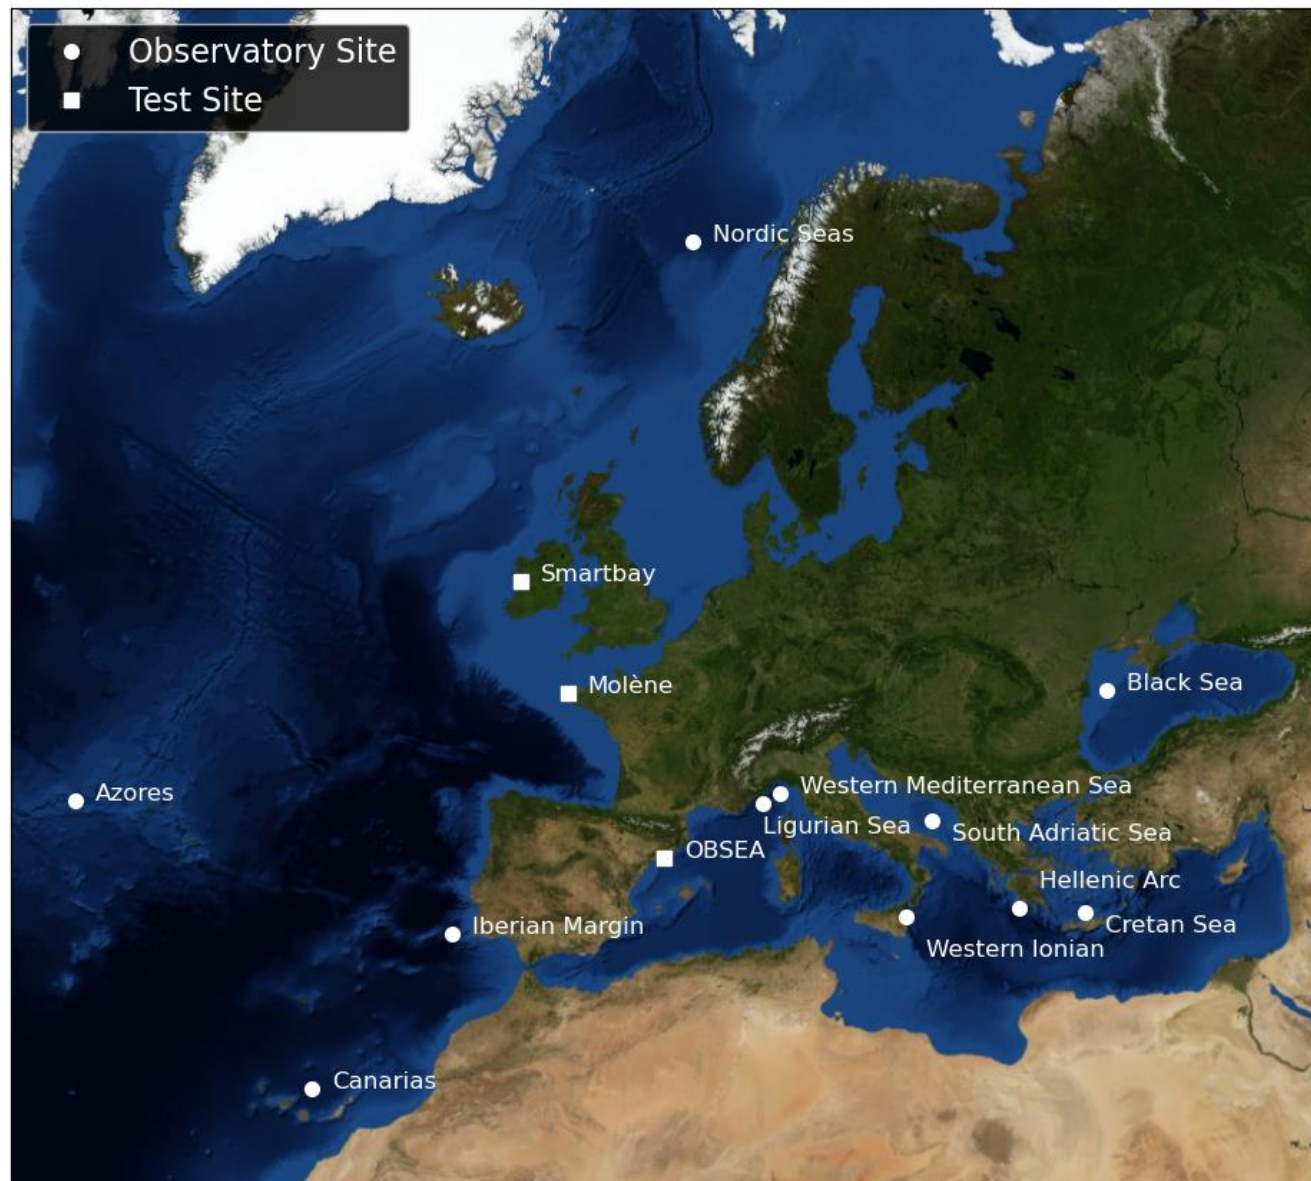 Observatory Site
Test Site
Nordic Seas
Smartbay
Molène
Black Sea
Azores
Western Mediterranean Sea
Ligurian Sea
South Adriatic Sea
OBSEA
Hellenic Arc
Iberian Margin
Cretan Sea
Western Ionian
Canarias